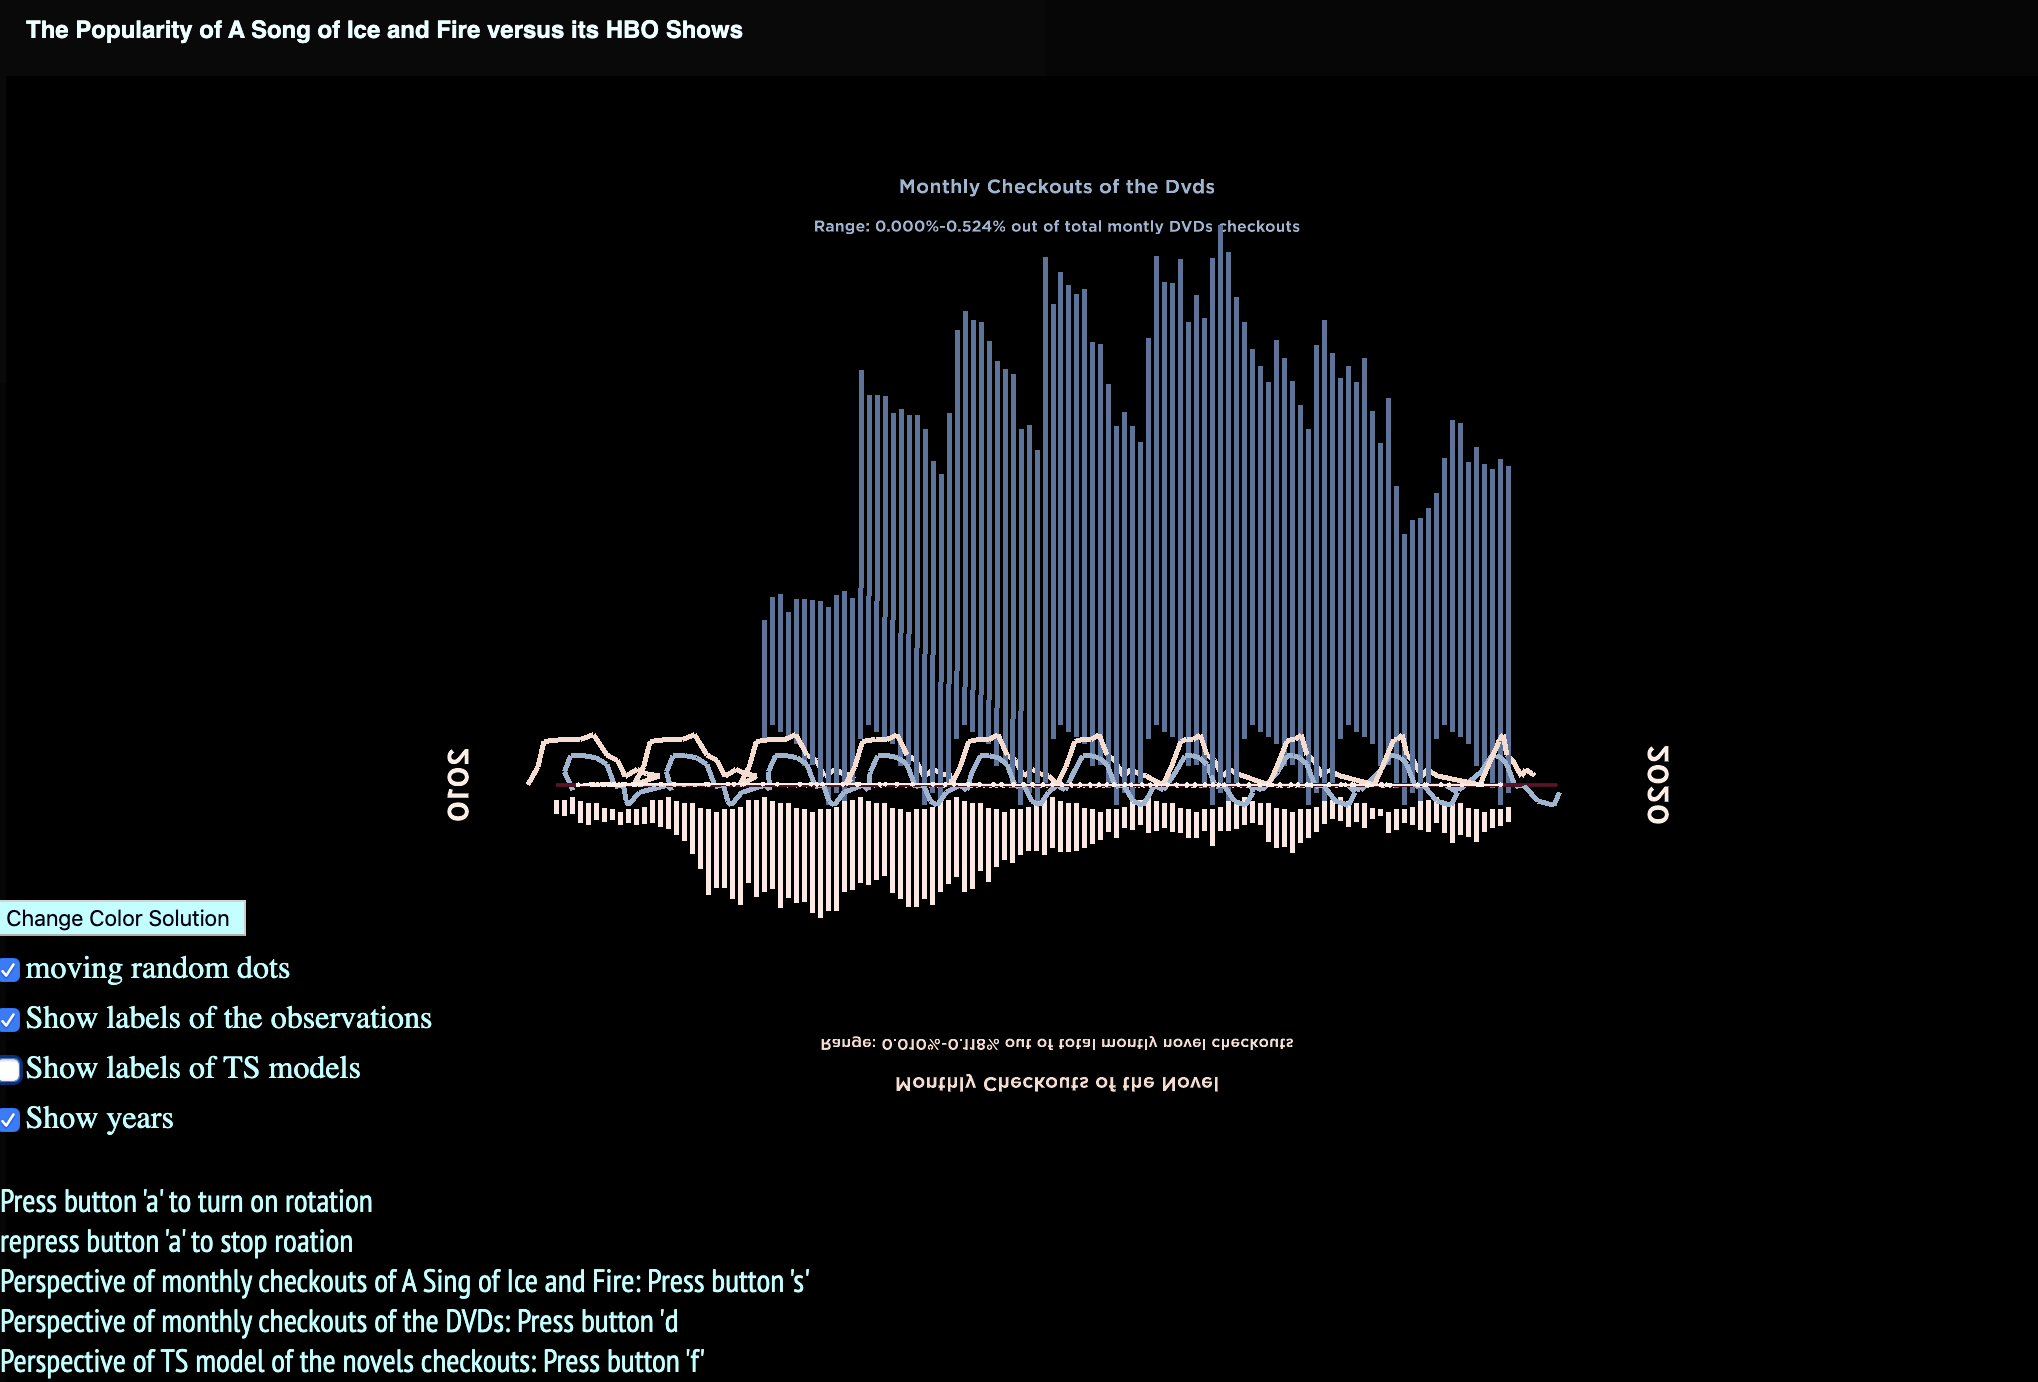 The Popularity of A Song of Ice and Fire versus its HBO Shows
Monthly Checkouts of the Dvds
Range: 0.000%-0.524% out of total montly DVDs checkouts
2010
2020
Range: 0.010%-0.118% out of total montly novel checkouts
Monthly Checkouts of the Novel
Change Color Solution
moving random dots
Show labels of the observations
Show labels of TS models
Show years
Press button 'a' to turn on rotation
repress button 'a' to stop roation
Perspective of monthly checkouts of A Sing of Ice and Fire: Press button 's'
Perspective of monthly checkouts of the DVDs: Press button 'd
Perspective of TS model of the novels checkouts: Press button 'f'